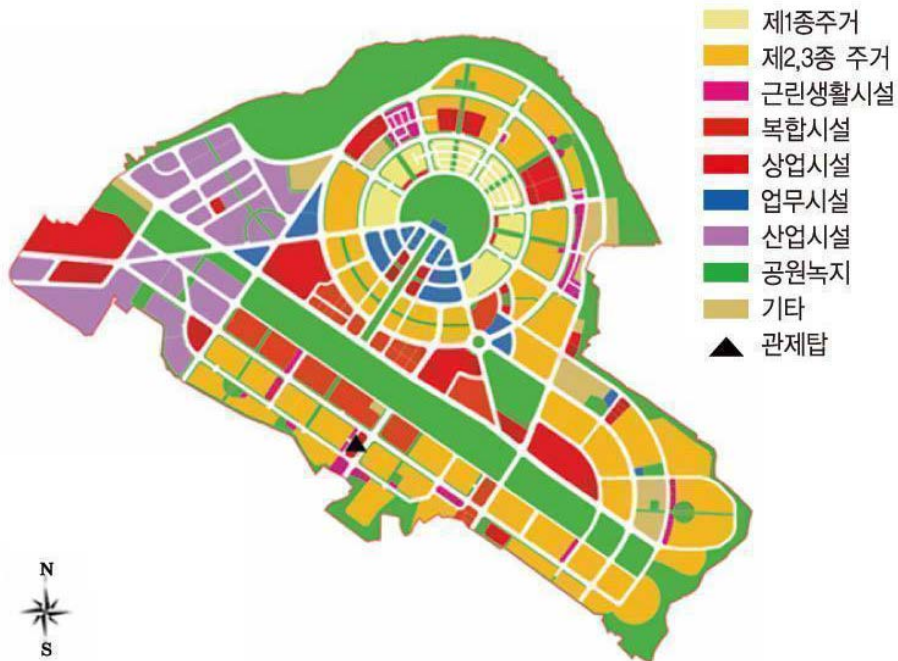 제1종주거
제2,3종 주거
근린생활시설
복합시설
상업시설
업무시설
산업시설
공원녹지
기타
관제탑
N
S